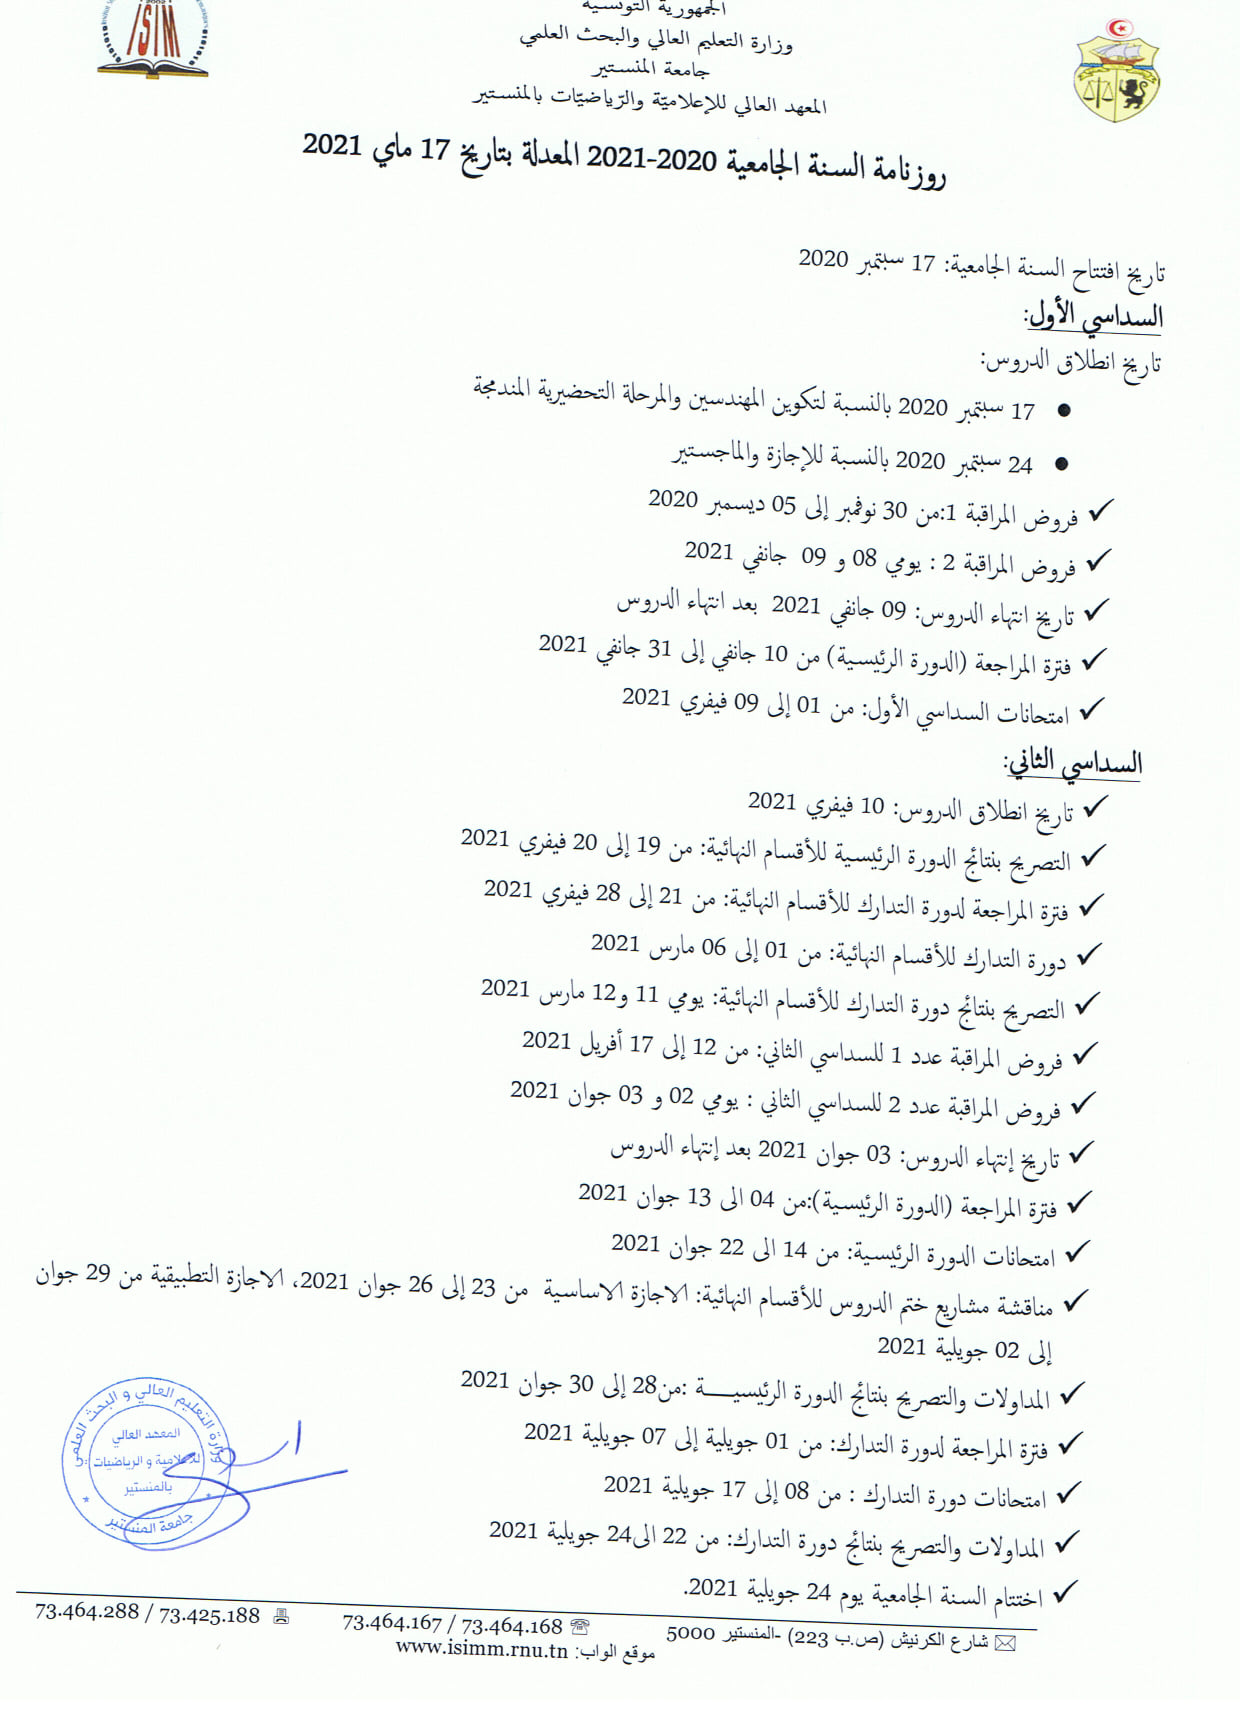 الجمهورية التونسية
وزارة التعليم العالي والبحث العلمي
جامعة المنستير
المعهد العالي للإعلاميّة والرّياضيّات بالمنستير
ISIM
روزنامة السنة الجامعية 2020-2021 المعدلة بتاريخ 17 ماي 2021
تاريخ افتتاح السنة الجامعية: 17 سبتمبر 2020
السداسي الأول:
تاريخ انطلاق الدروس:
● 17 سبتمبر 2020 بالنسبة لتكوين المهندسين والمرحلة التحضيرية المندمجة
● 24 سبتمبر 2020 بالنسبة للإجازة والماجستير
✓ فروض المراقبة 1:من 30 نوفمبر إلى 05 ديسمبر 2020
✓ فروض المراقبة 2 : يومي 08 و 09 جانفي 2021
✓ تاريخ انتهاء الدروس: 09 جانفي 2021 بعد انتهاء الدروس
✓ فترة المراجعة (الدورة الرئيسية) من 10 جانفي إلى 31 جانفي 2021
✓ امتحانات السداسي الأول: من 01 إلى 09 فيفري 2021
السداسي الثاني:
✓ تاريخ انطلاق الدروس: 10 فيفري 2021
✓ التصريح بنتائج الدورة الرئيسية للأقسام النهائية: من 19 إلى 20 فيفري 2021
✓ فترة المراجعة لدورة التدارك للأقسام النهائية: من 21 إلى 28 فيفري 2021
✓ دورة التدارك للأقسام النهائية: من 01 إلى 06 مارس 2021
✓ التصريح بنتائج دورة التدارك للأقسام النهائية: يومي 11 و12 مارس 2021
✓ فروض المراقبة عدد 1 للسداسي الثاني: من 12 إلى 17 أفريل 2021
✓ فروض المراقبة عدد 2 للسداسي الثاني : يومي 02 و 03 جوان 2021
✓ تاريخ إنتهاء الدروس: 03 جوان 2021 بعد إنتهاء الدروس
✓ فترة المراجعة (الدورة الرئيسية):من 04 الى 13 جوان 2021
✓ امتحانات الدورة الرئيسية: من 14 الى 22 جوان 2021
✓ مناقشة مشاريع ختم الدروس للأقسام النهائية: الاجازة الاساسية من 23 إلى 26 جوان 2021، الاجازة التطبيقية من 29 جوان
إلى 02 جويلية 2021
✓ المداولات والتصريح بنتائج الدورة الرئيسيـــــة :من28 إلى 30 جوان 2021
✓ فترة المراجعة لدورة التدارك: من 01 جويلية إلى 07 جويلية 2021
✓ امتحانات دورة التدارك : من 08 إلى 17 جويلية 2021
✓ المداولات والتصريح بنتائج دورة التدارك: من 22 الى24 جويلية 2021
✓ اختتام السنة الجامعية يوم 24 جويلية 2021.
وزارة التعليم العالي و البحث العلمي
المعهد العالي
للإعلامية و الرياضيات
بالمنستير
جامعة المنستير
شارع الكرنيش (ص.ب 223) -المنستير 5000 73.464.167 / 73.464.168 73.464.288 / 73.425.188
موقع الواب: www.isimm.rnu.tn